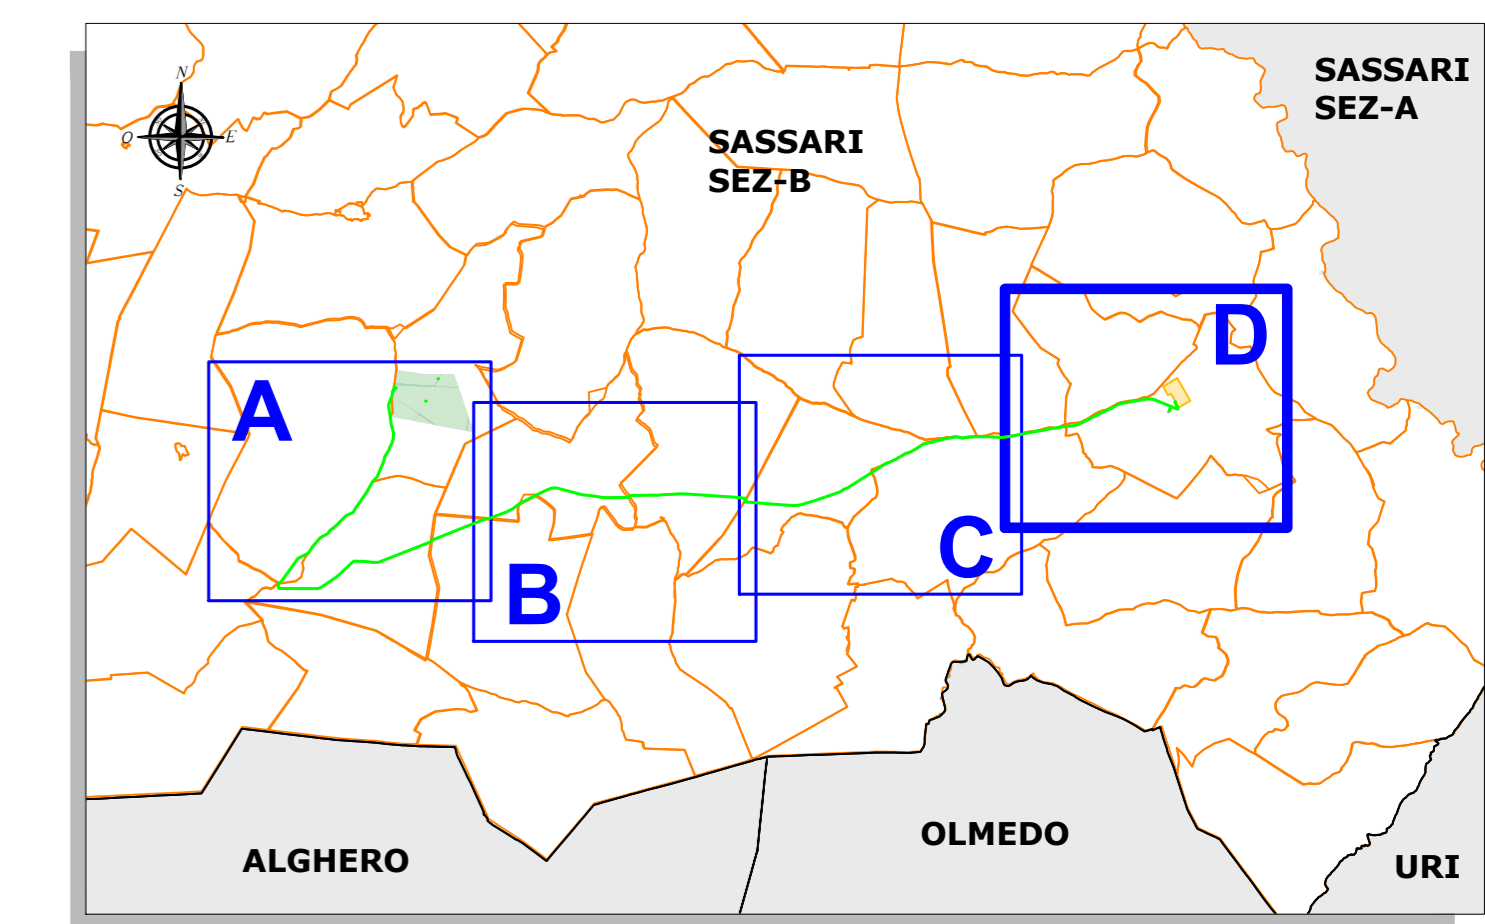 SASSARI
SEZ-A
N
O E
S
SASSARI
SEZ-B
D
A
C
B
OLMEDO
ALGHERO
URI